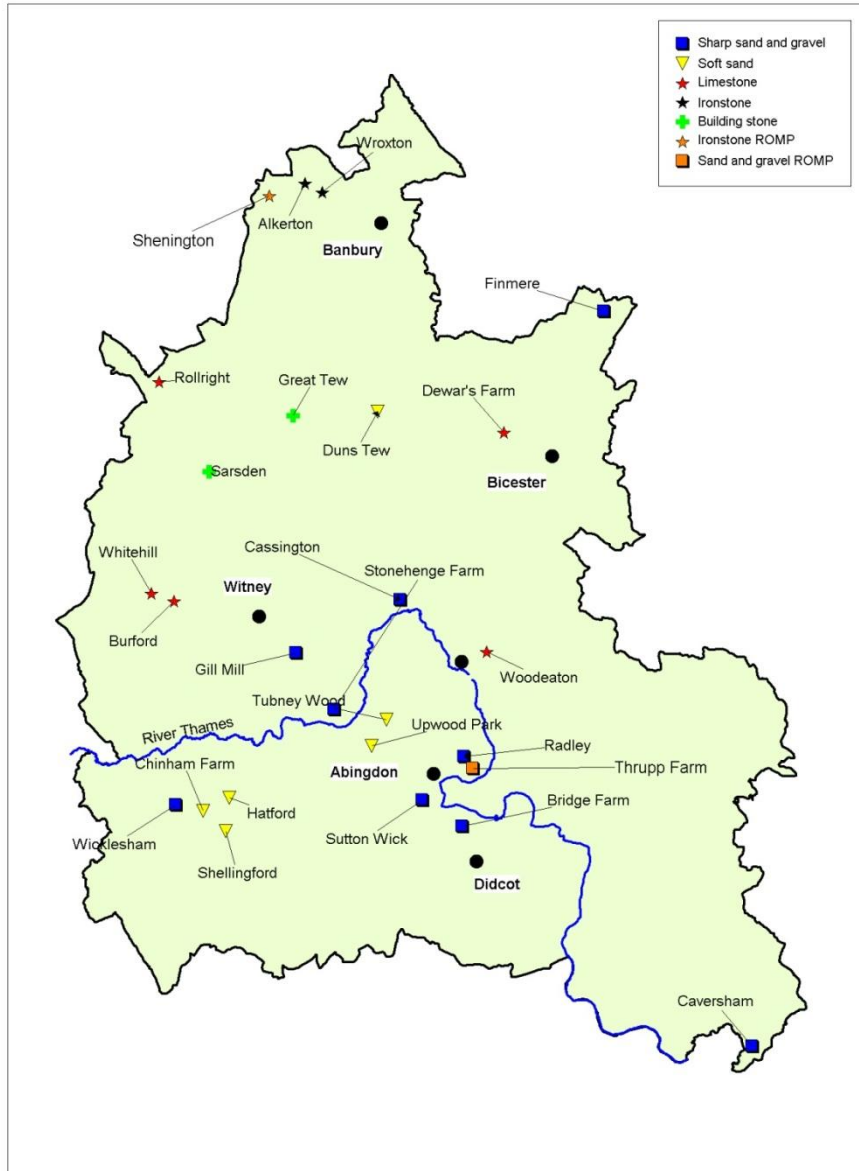 Sharp sand and gravel
Soft sand
Limestone
Ironstone
Building stone
Ironstone ROMP
Sand and gravel ROMP
Wroxton
Alkerton
Shenington
Banbury
Finmere
Rollright
Great Tew
Dewar's Farm
Duns Tew
Sarsden
Bicester
Cassington
Whitehill
Stonehenge Farm
Witney
Burford
Gill Mill
Woodeaton
Tubney Wood
River Thames
Upwood Park
Radley
Chinham Farm
Thrupp Farm
Abingdon
Hatford
Bridge Farm
Wicklesham
Sutton Wick
Shellingford
Didcot
Caversham